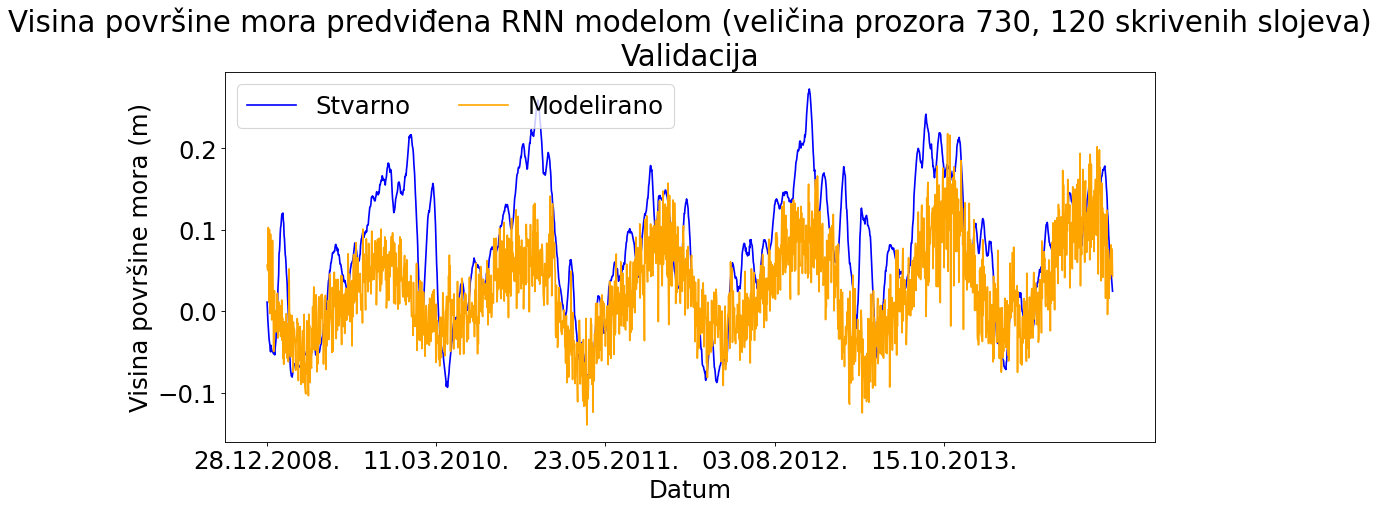 Visina površine mora predviđena RNN modelom (veličina prozora 730, 120 skrivenih slojeva)
Validacija
Stvarno
Modelirano
Visina površine mora (m)
0.2
0.1
0.0
−0.1
28.12.2008.
11.03.2010.
23.05.2011.
03.08.2012.
15.10.2013.
Datum